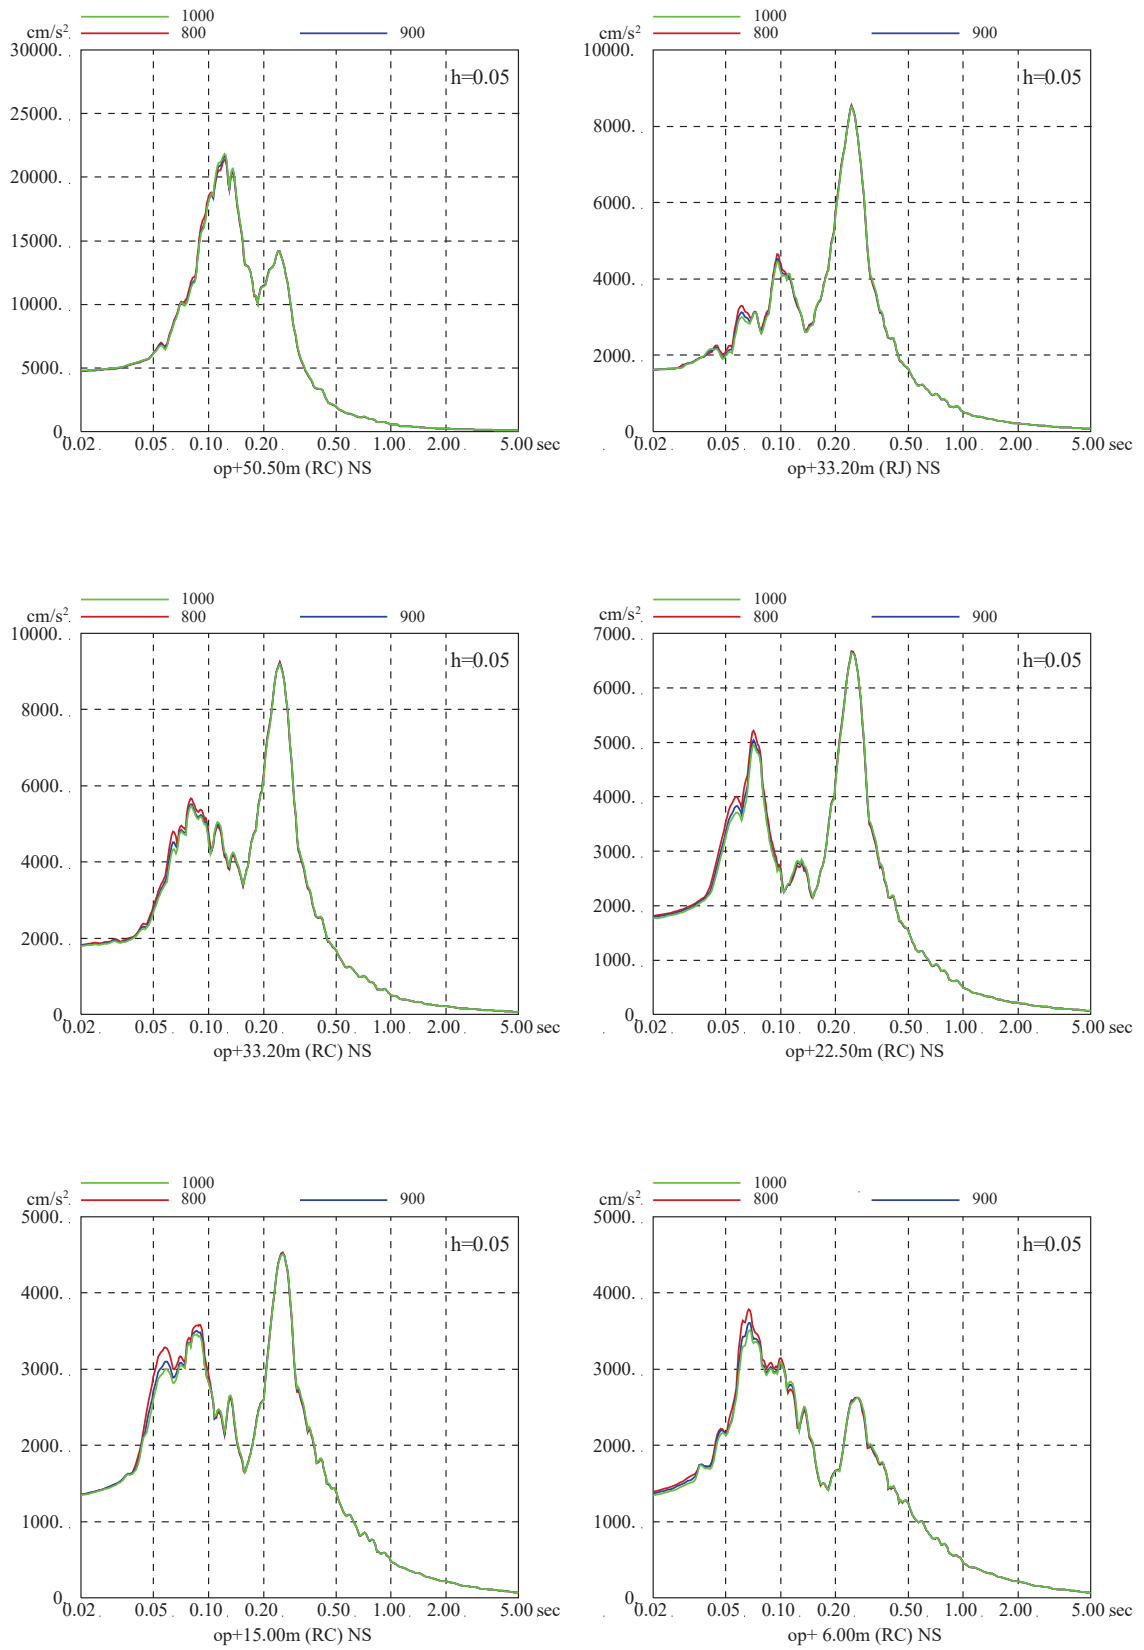 1000
cm/s² 800 900
30000.
h=0.05
25000.
20000.
15000.
10000.
5000.
0.
0.02 0.05 0.10 0.20 0.50 1.00 2.00 5.00 sec
op+50.50m (RC) NS
1000
cm/s² 800 900
10000.
h=0.05
8000.
6000.
4000.
2000.
0.
0.02 0.05 0.10 0.20 0.50 1.00 2.00 5.00 sec
op+33.20m (RJ) NS
1000
cm/s² 800 900
10000.
h=0.05
8000.
6000.
4000.
2000.
0.
0.02 0.05 0.10 0.20 0.50 1.00 2.00 5.00 sec
op+33.20m (RC) NS
1000
cm/s² 800 900
7000.
h=0.05
6000.
5000.
4000.
3000.
2000.
1000.
0.
0.02 0.05 0.10 0.20 0.50 1.00 2.00 5.00 sec
op+22.50m (RC) NS
1000
cm/s² 800 900
5000.
h=0.05
4000.
3000.
2000.
1000.
0.
0.02 0.05 0.10 0.20 0.50 1.00 2.00 5.00 sec
op+15.00m (RC) NS
1000
cm/s² 800 900
5000.
h=0.05
4000.
3000.
2000.
1000.
0.
0.02 0.05 0.10 0.20 0.50 1.00 2.00 5.00 sec
op+ 6.00m (RC) NS